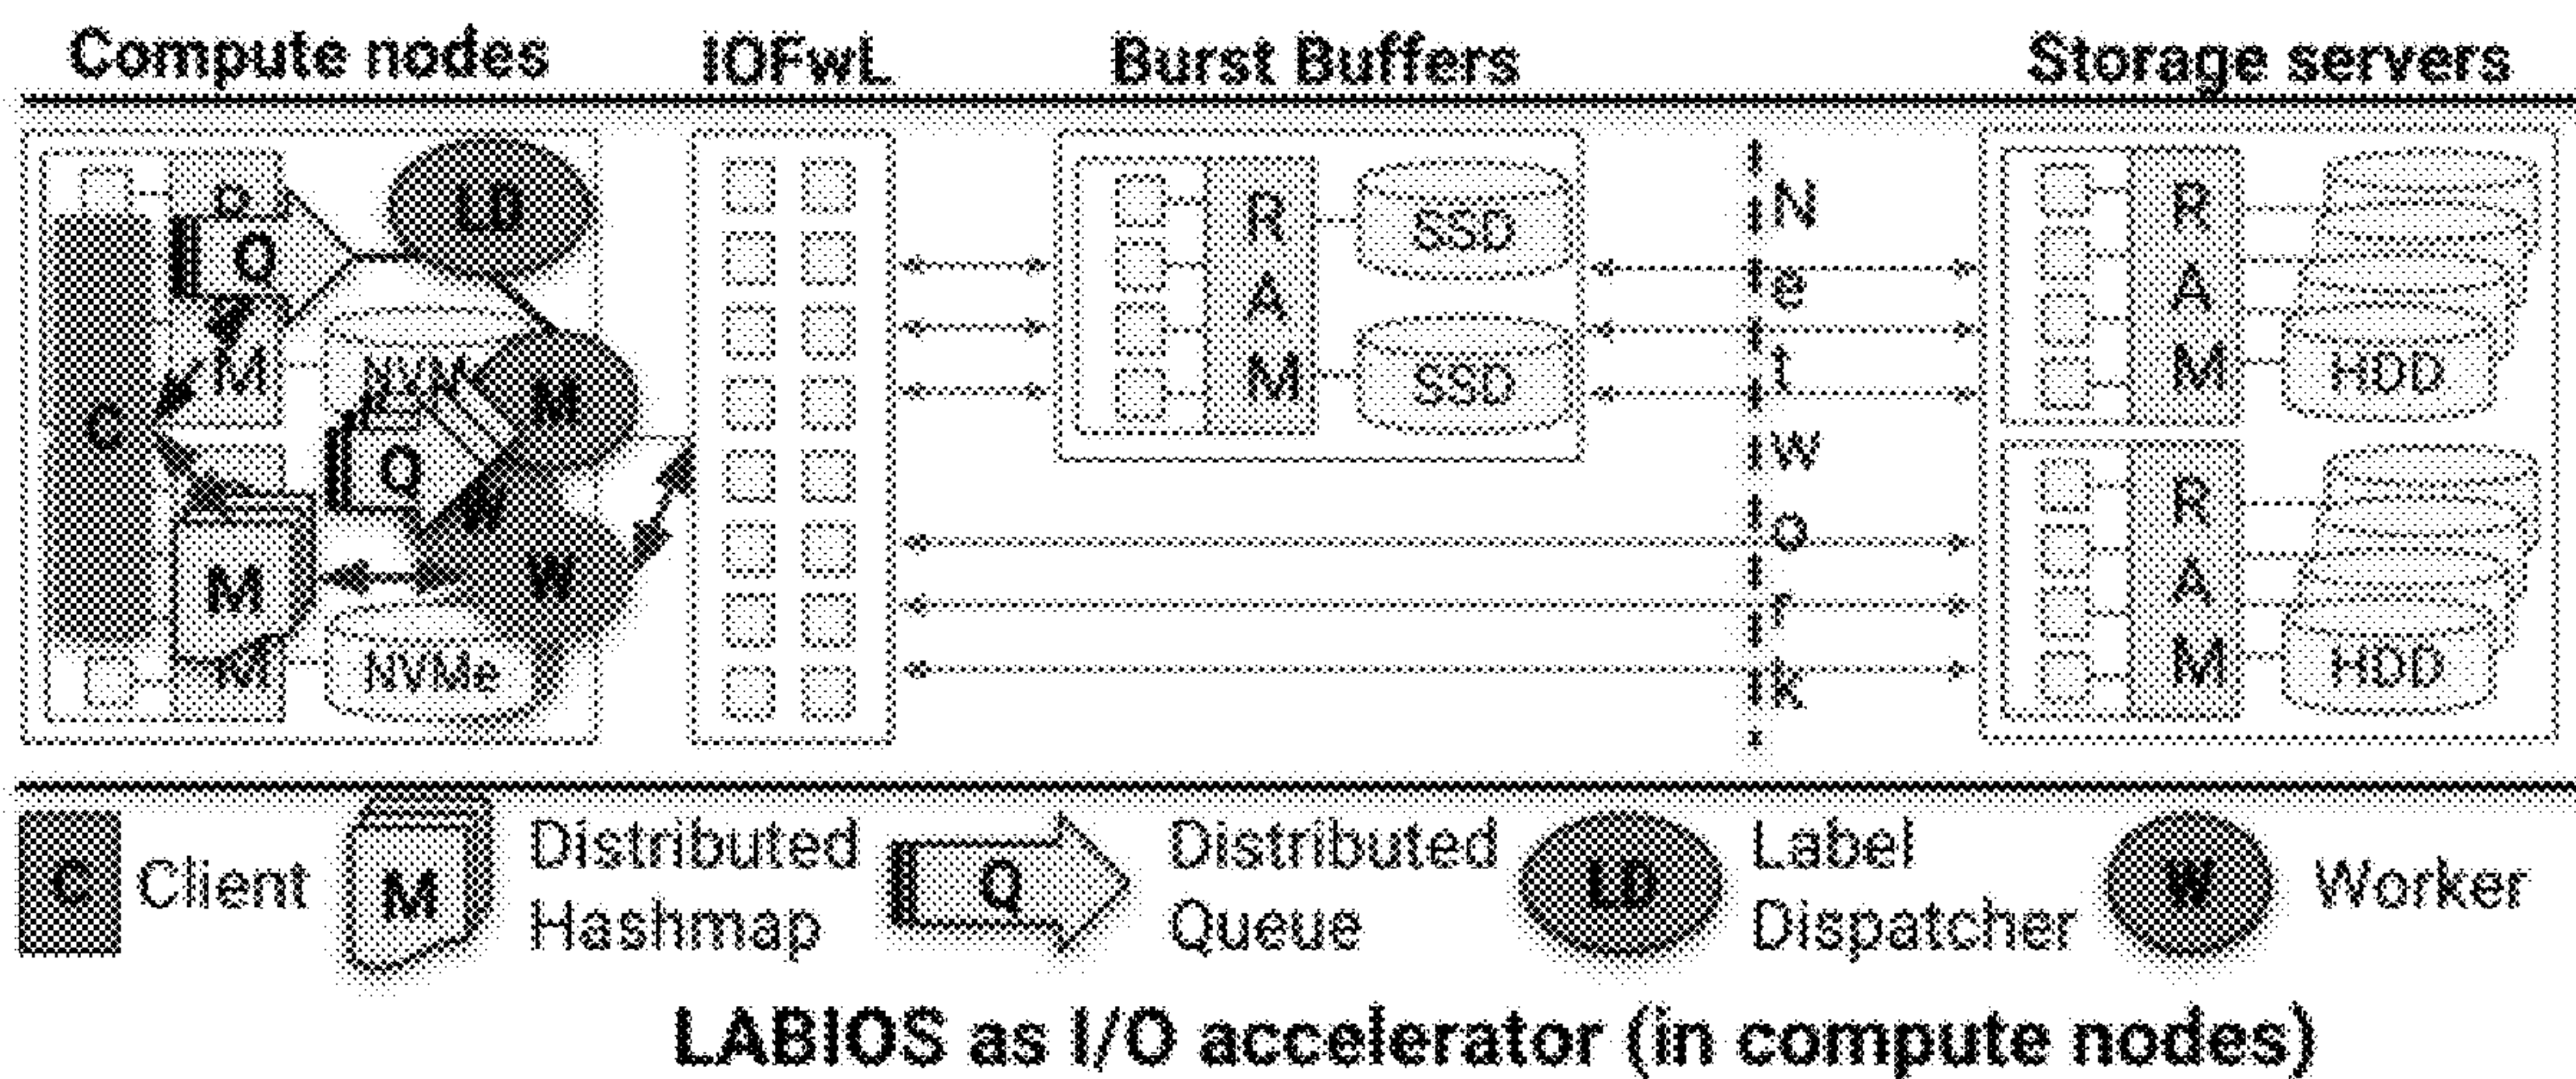 Compute nodes IOFwL Burst Buffers Storage servers
LD
Q
M
NVM
C
M
Q
W
M
W
M
NVMe
R
A
M
SSD
SSD
N
e
t
w
o
r
k
R
A
M
HDD
R
A
M
HDD
C Client
M Distributed
Hashmap
Q Distributed
Queue
LD Label
Dispatcher
W Worker
LABIOS as I/O accelerator (in compute nodes)